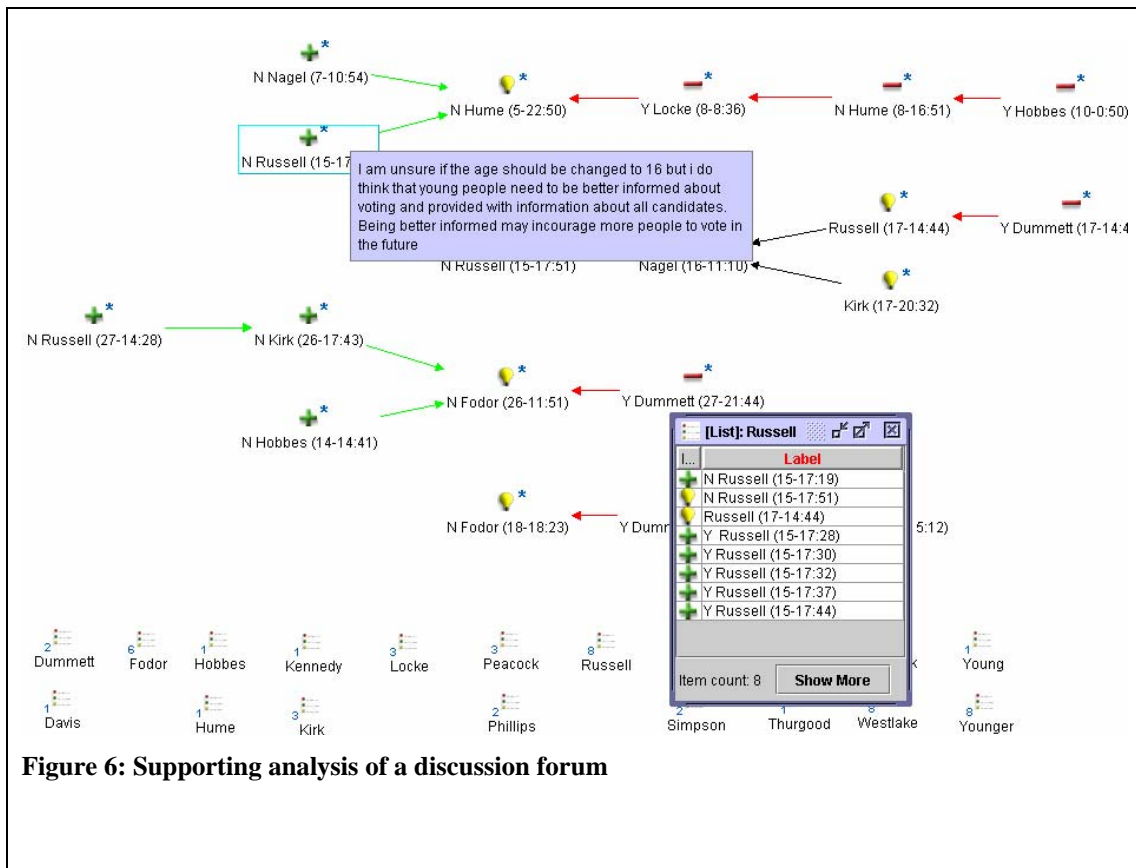 N Nagel (7-10:54)
N Hume (5-22:50)
Y Locke (8-8:36)
N Hume (8-16:51)
Y Hobbes (10-0:50)
N Russell (15-17
I am unsure if the age should be changed to 16 but i do
think that young people need to be better informed about
voting and provided with information about all candidates.
Being better informed may incourage more people to vote in
the future
Russell (17-14:44)
Y Dummett (17-14:4
N Russell (15-17:51)
Nagel (16-11:10)
Kirk (17-20:32)
N Russell (27-14:28)
N Kirk (26-17:43)
N Fodor (26-11:51)
Y Dummett (27-21:44)
N Hobbes (14-14:41)
[List]: Russell
I...
Label
N Russell (15-17:19)
N Russell (15-17:51)
Russell (17-14:44)
Y Russell (15-17:28)
Y Russell (15-17:30)
Y Russell (15-17:32)
Y Russell (15-17:37)
Y Russell (15-17:44)
Item count: 8
Show More
N Fodor (18-18:23)
Y Dumm
5:12)
2 Dummett
6 Fodor
1 Hobbes
1 Kennedy
3 Locke
3 Peacock
8 Russell
1 Young
1 Davis
1 Hume
3 Kirk
2 Phillips
2 Simpson
1 Thurgood
8 Westlake
8 Younger
Figure 6: Supporting analysis of a discussion forum